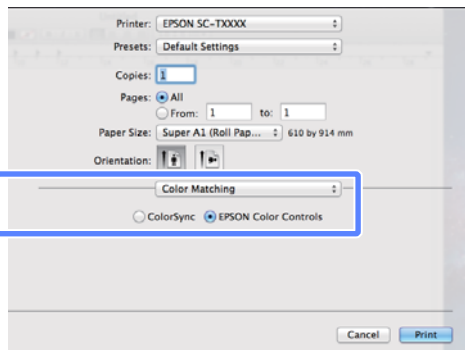 Printer: EPSON SC-TXXXX
Presets: Default Settings
Copies: 1
Pages: All
From: 1 to: 1
Paper Size: Super A1 (Roll Pap... 610 by 914 mm
Orientation:
Color Matching
ColorSync EPSON Color Controls
Cancel Print